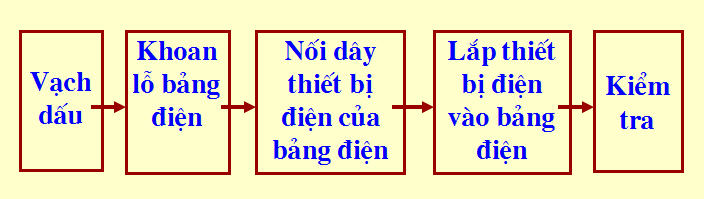 Vạch
dấu
Khoan
lỗ bảng
điện
Nối dây
thiết bị
điện của
bảng điện
Lắp thiết
bị điện
vào bảng
điện
Kiểm
tra